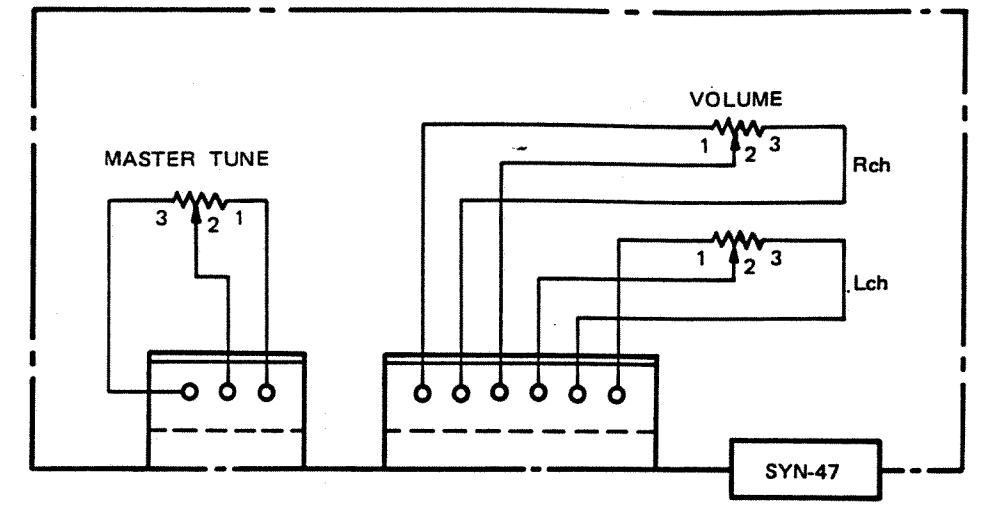 VOLUME
1 2 3
Rch
MASTER TUNE
3 2 1
1 2 3
Lch
SYN-47